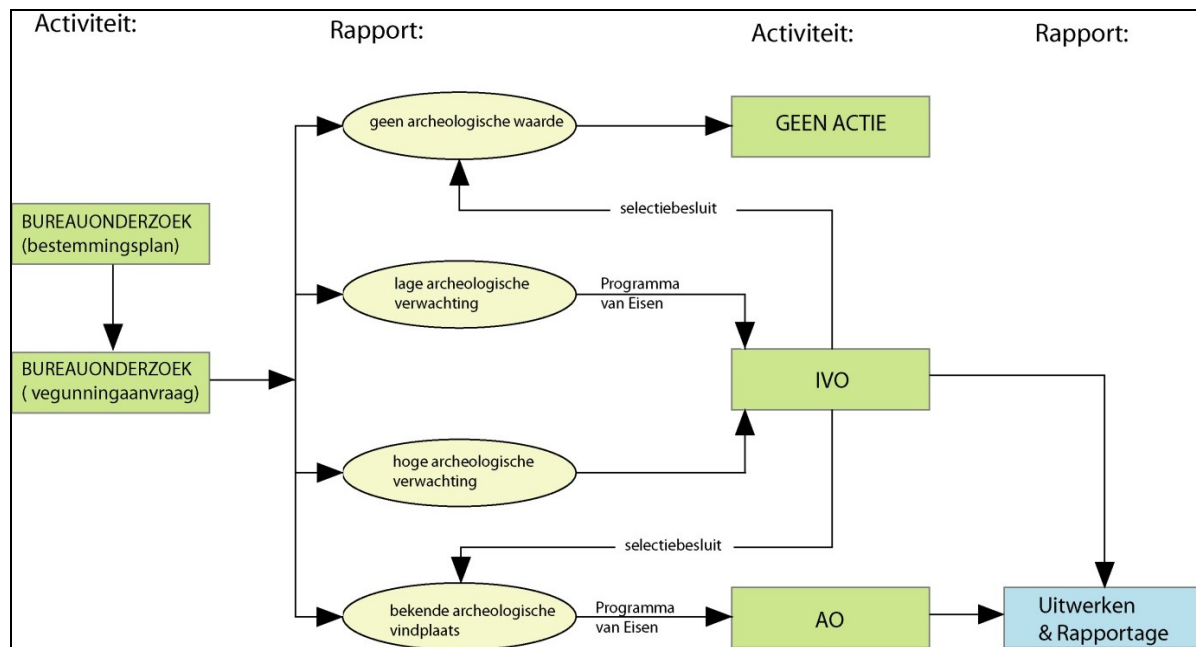 Activiteit:
Rapport:
Activiteit:
Rapport:
geen archeologische waarde
GEEN ACTIE
selectiebesluit
BUREAUONDERZOEK
(bestemmingsplan)
lage archeologische
verwachting
Programma
van Eisen
BUREAUONDERZOEK
( vegunningaanvraag)
IVO
hoge archeologische
verwachting
selectiebesluit
bekende archeologische
vindplaats
Programma
van Eisen
AO
Uitwerken
& Rapportage